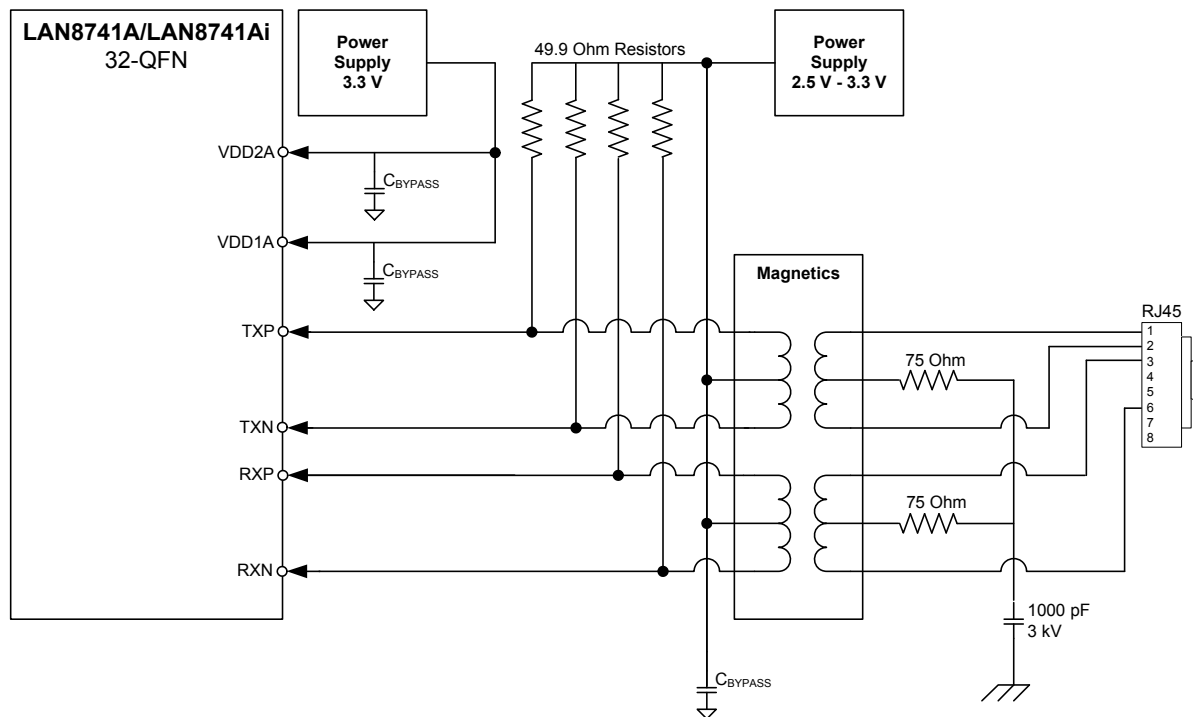 LAN8741A/LAN8741Ai
32-QFN
Power
Supply
3.3 V
49.9 Ohm Resistors
Power
Supply
2.5 V - 3.3 V
VDD2A
CBYPASS
VDD1A
CBYPASS
Magnetics
RJ45
TXP
1
2
3
4
5
6
7
8
75 Ohm
TXN
RXP
75 Ohm
RXN
1000 pF
3 kV
CBYPASS